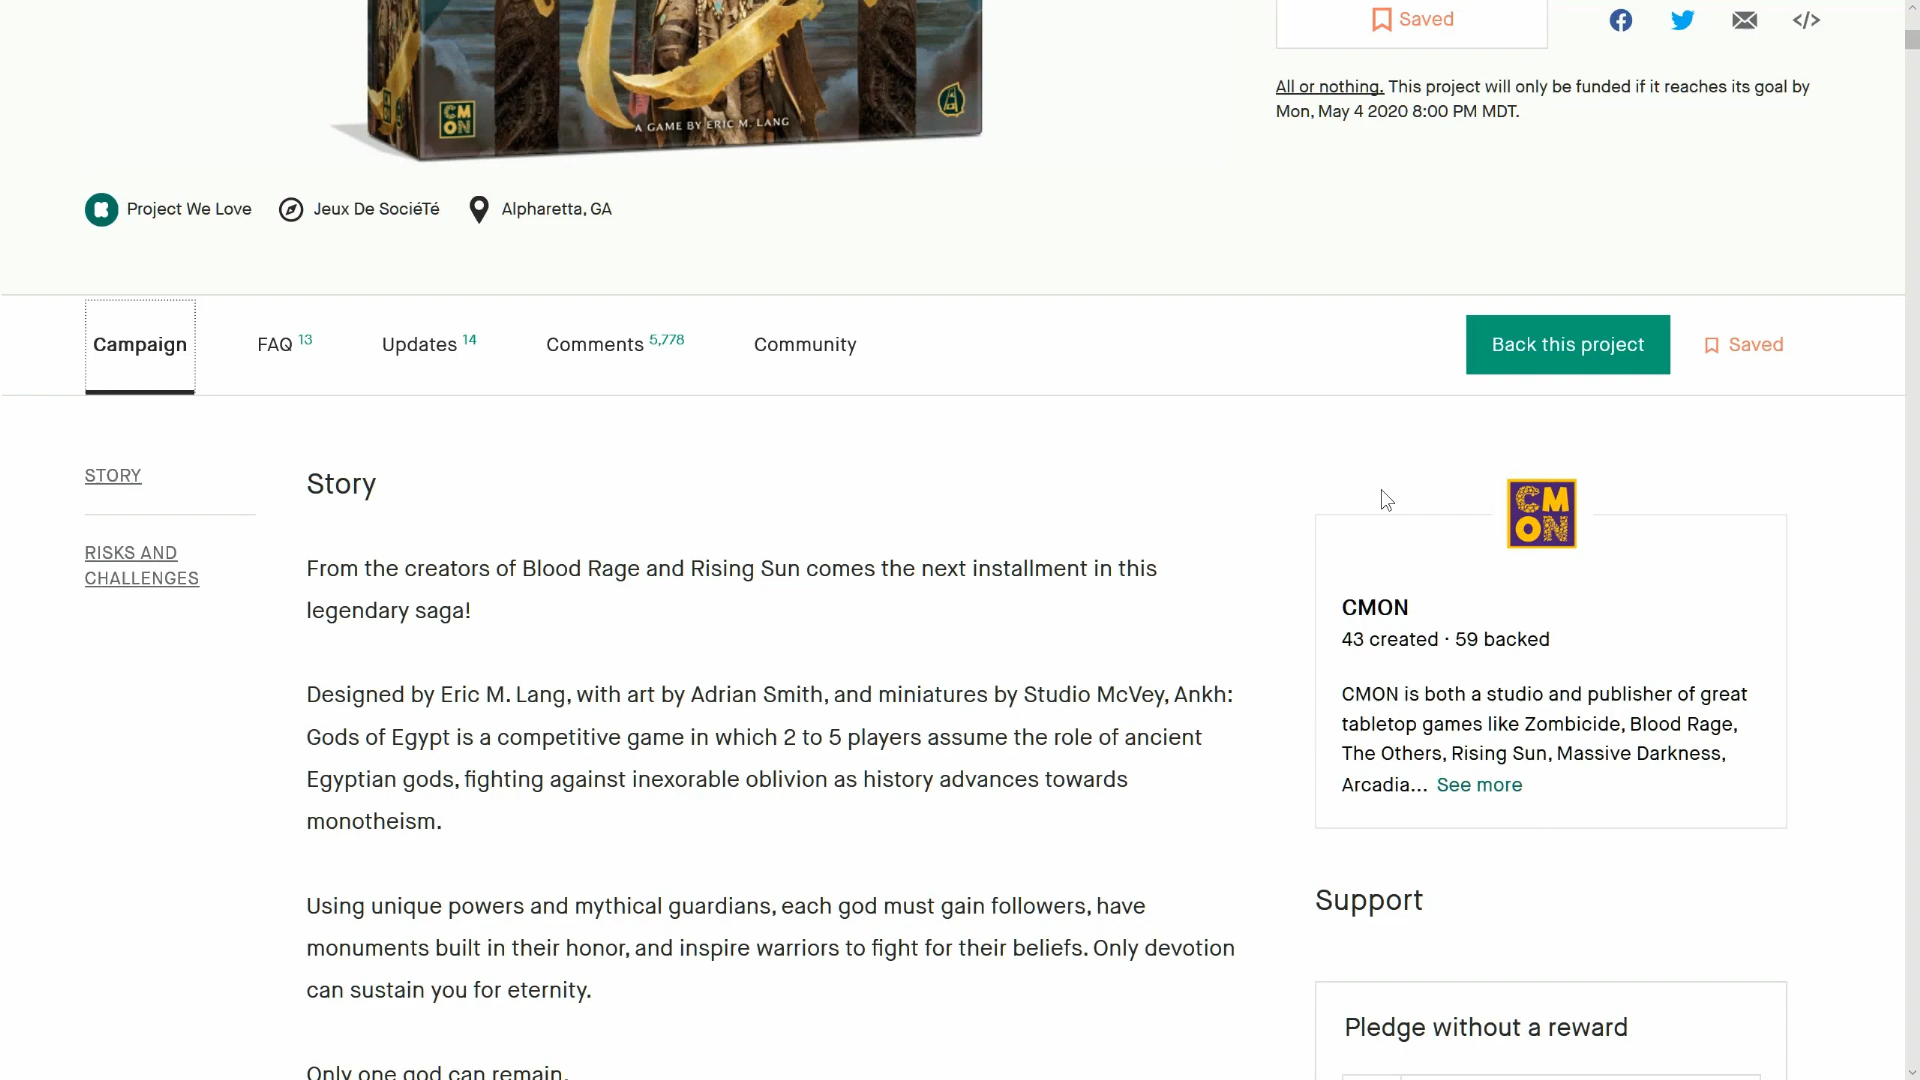 CMON
A GAME BY ERIC M. LANG
Saved
All or nothing. This project will only be funded if it reaches its goal by
Mon, May 4 2020 8:00 PM MDT.
Project We Love
Jeux De SociéTé
Alpharetta, GA
Campaign
FAQ 13
Updates 14
Comments 5,778
Community
Back this project
Saved
STORY
RISKS AND
CHALLENGES
Story
From the creators of Blood Rage and Rising Sun comes the next installment in this
legendary saga!
Designed by Eric M. Lang, with art by Adrian Smith, and miniatures by Studio McVey, Ankh:
Gods of Egypt is a competitive game in which 2 to 5 players assume the role of ancient
Egyptian gods, fighting against inexorable oblivion as history advances towards
monotheism.
Using unique powers and mythical guardians, each god must gain followers, have
monuments built in their honor, and inspire warriors to fight for their beliefs. Only devotion
can sustain you for eternity.
Only one god can remain.
CM
ON
CMON
43 created · 59 backed
CMON is both a studio and publisher of great
tabletop games like Zombicide, Blood Rage,
The Others, Rising Sun, Massive Darkness,
Arcadia... See more
Support
Pledge without a reward